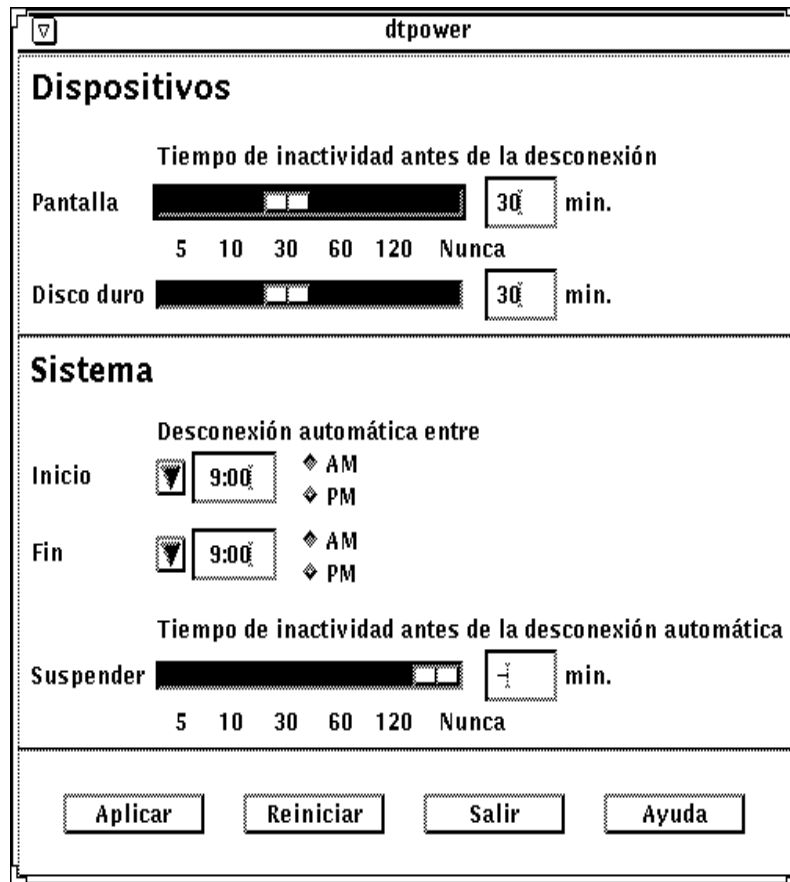 dtpower
Dispositivos
Tiempo de inactividad antes de la desconexión
Pantalla 30 min.
5 10 30 60 120 Nunca
Disco duro 30 min.
Sistema
Desconexión automática entre
Inicio 9:00 AM
PM
Fin 9:00 AM
PM
Tiempo de inactividad antes de la desconexión automática
Suspender - min.
5 10 30 60 120 Nunca
Aplicar Reiniciar Salir Ayuda